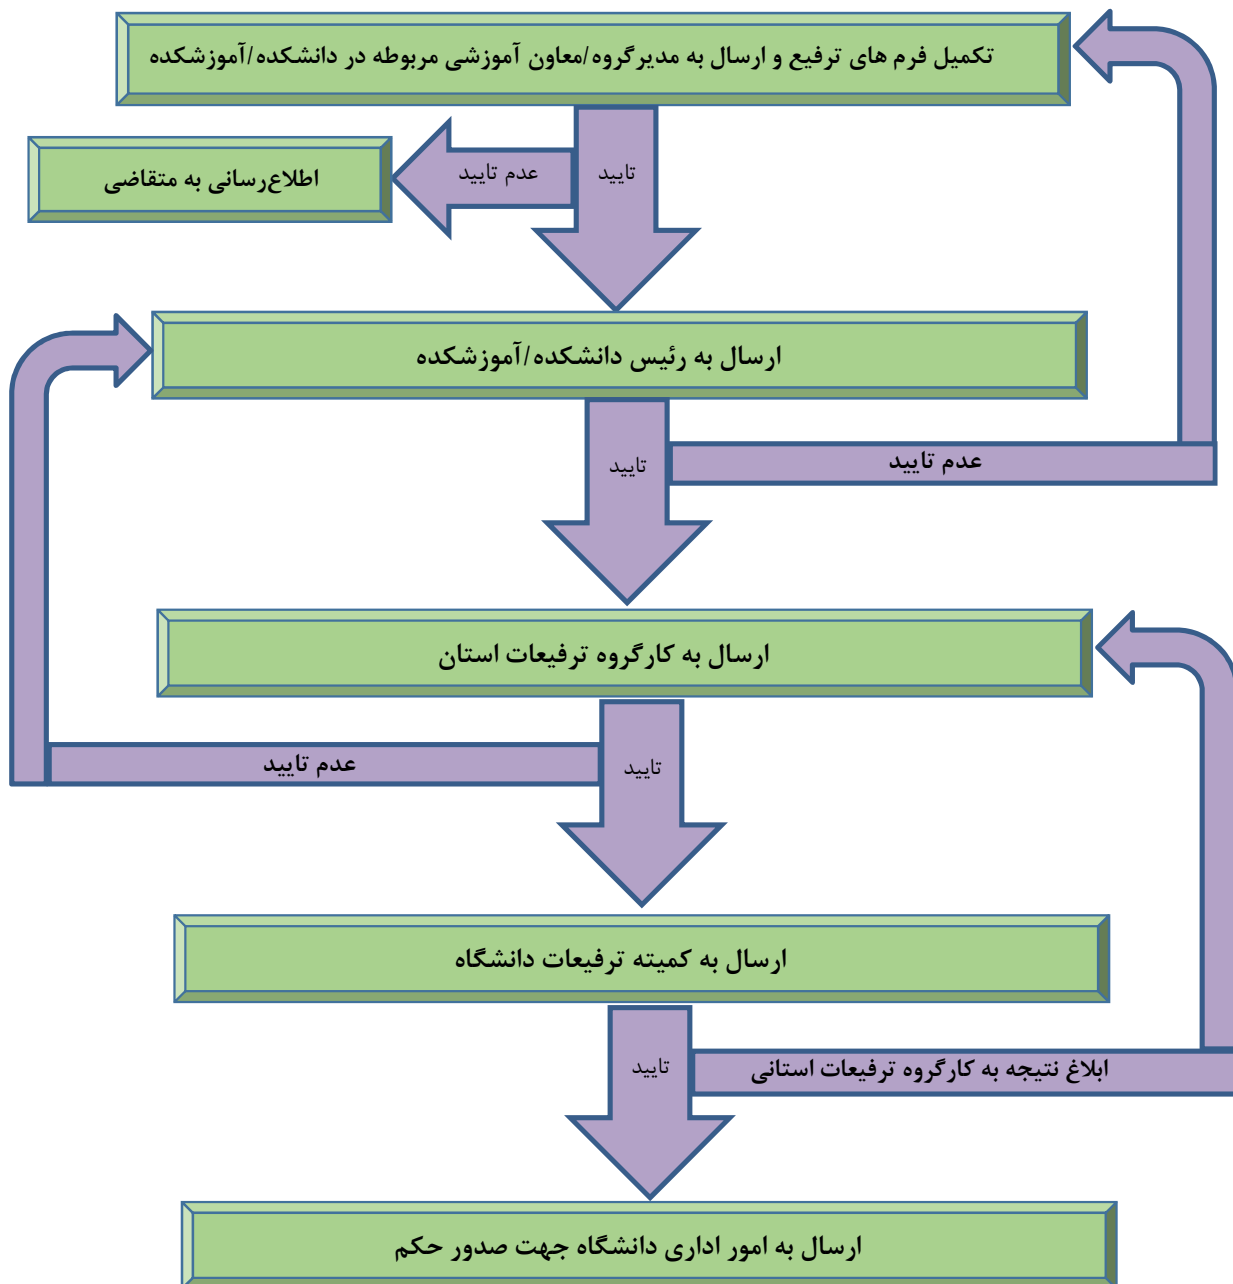 تکمیل فرم های ترفیع و ارسال به مدیرگروه/معاون آموزشی مربوطه در دانشکده/آموزشکده
تایید
عدم تایید
اطلاع‌رسانی به متقاضی
ارسال به رئیس دانشکده/آموزشکده
تایید
عدم تایید
ارسال به کارگروه ترفیعات استان
تایید
عدم تایید
ارسال به کمیته ترفیعات دانشگاه
تایید
ابلاغ نتیجه به کارگروه ترفیعات استانی
ارسال به امور اداری دانشگاه جهت صدور حکم